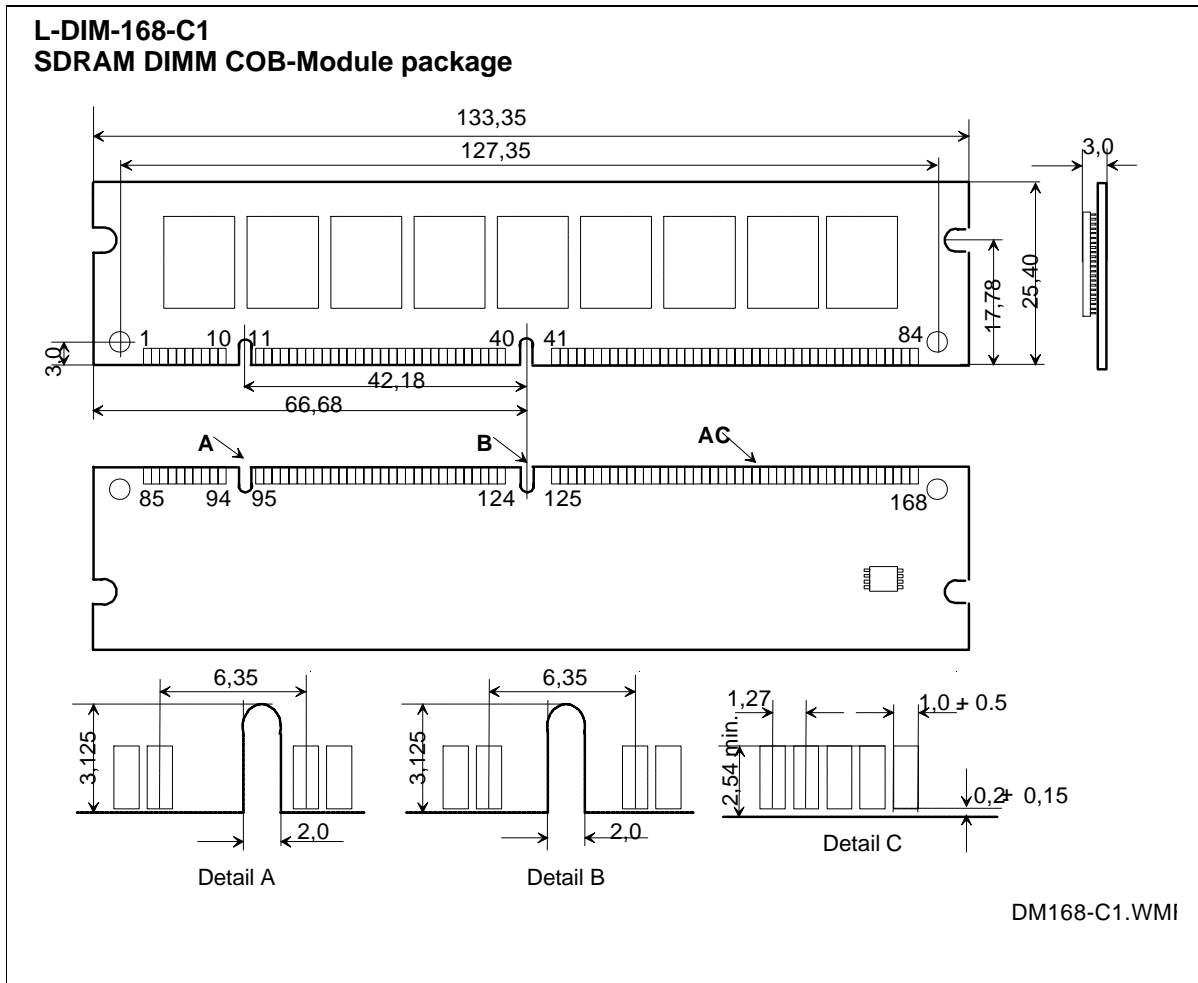 L-DIM-168-C1
SDRAM DIMM COB-Module package
133,35
127,35
3,0
1 10 11 40 41 84
3,0
17,78
25,40
42,18
66,68
A B AC
85 94 95 124 125 168
6,35 6,35
1,27 1,0 ± 0.5
3,125 3,125 2,54 min.
0,2± 0,15
2,0 2,0
Detail A Detail B Detail C
DM168-C1.WM